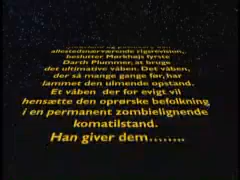 allestedsnærværende rigsrevision,
beslutter Mørkhøjs fyrste
Darth Plummer, at bruge
det ultimative våben. Det våben,
der så mange gange før, har
lammet den ulmende opstand.
Et våben der for evigt vil
hensætte den oprørske befolkning
i en permanent zombielignende
komatilstand.
Han giver dem........